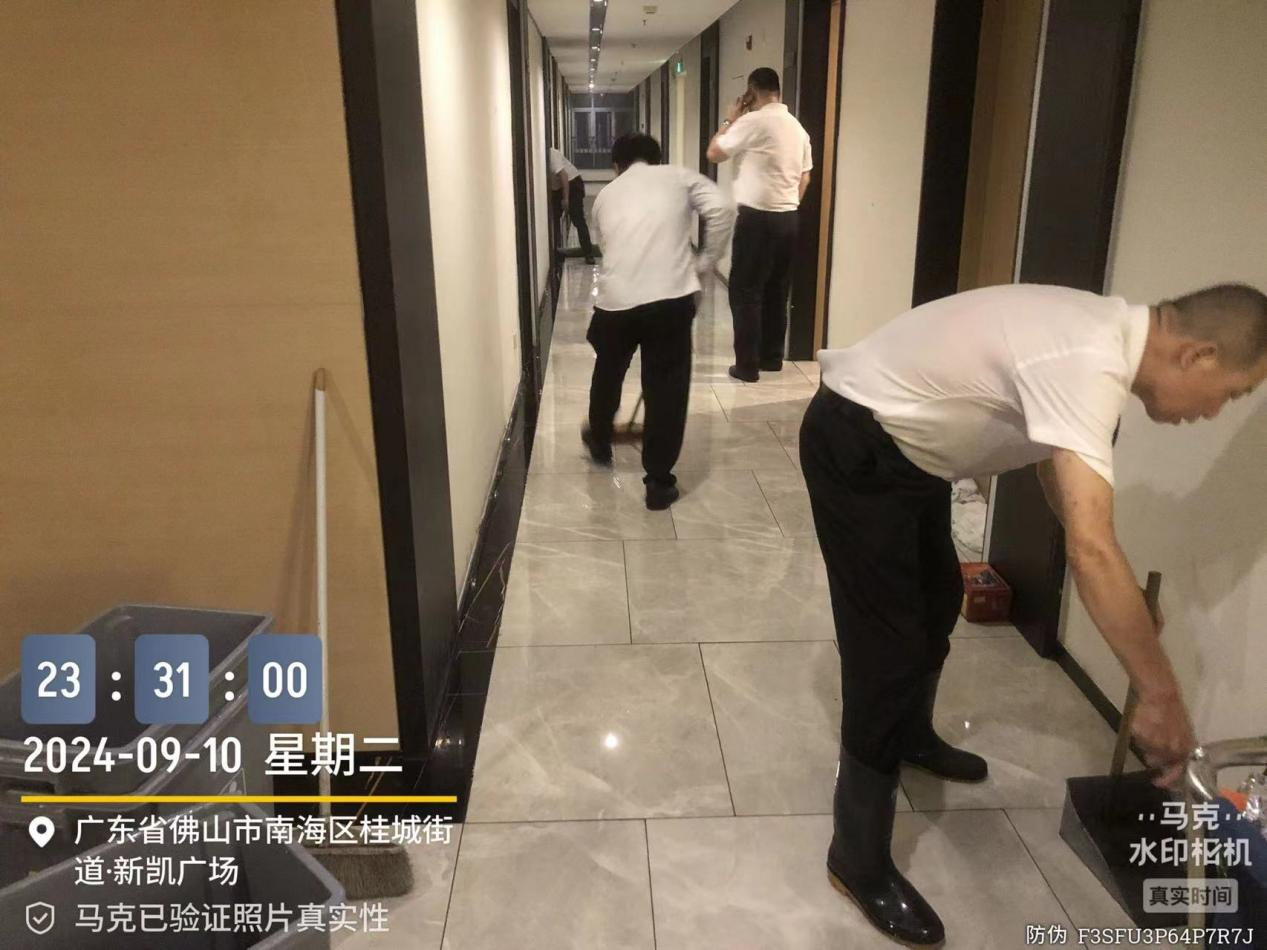 23:31:00
2024-09-10 星期二
广东省佛山市南海区桂城街
道·新凯广场
马克已验证照片真实性
马克
水印相机
真实时间
防伪 F3SFU3P64P7R7J